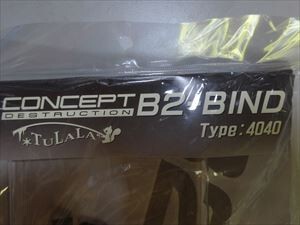 CONCEPT B2・BIND
DESTRUCTION
TULALA Type:4040